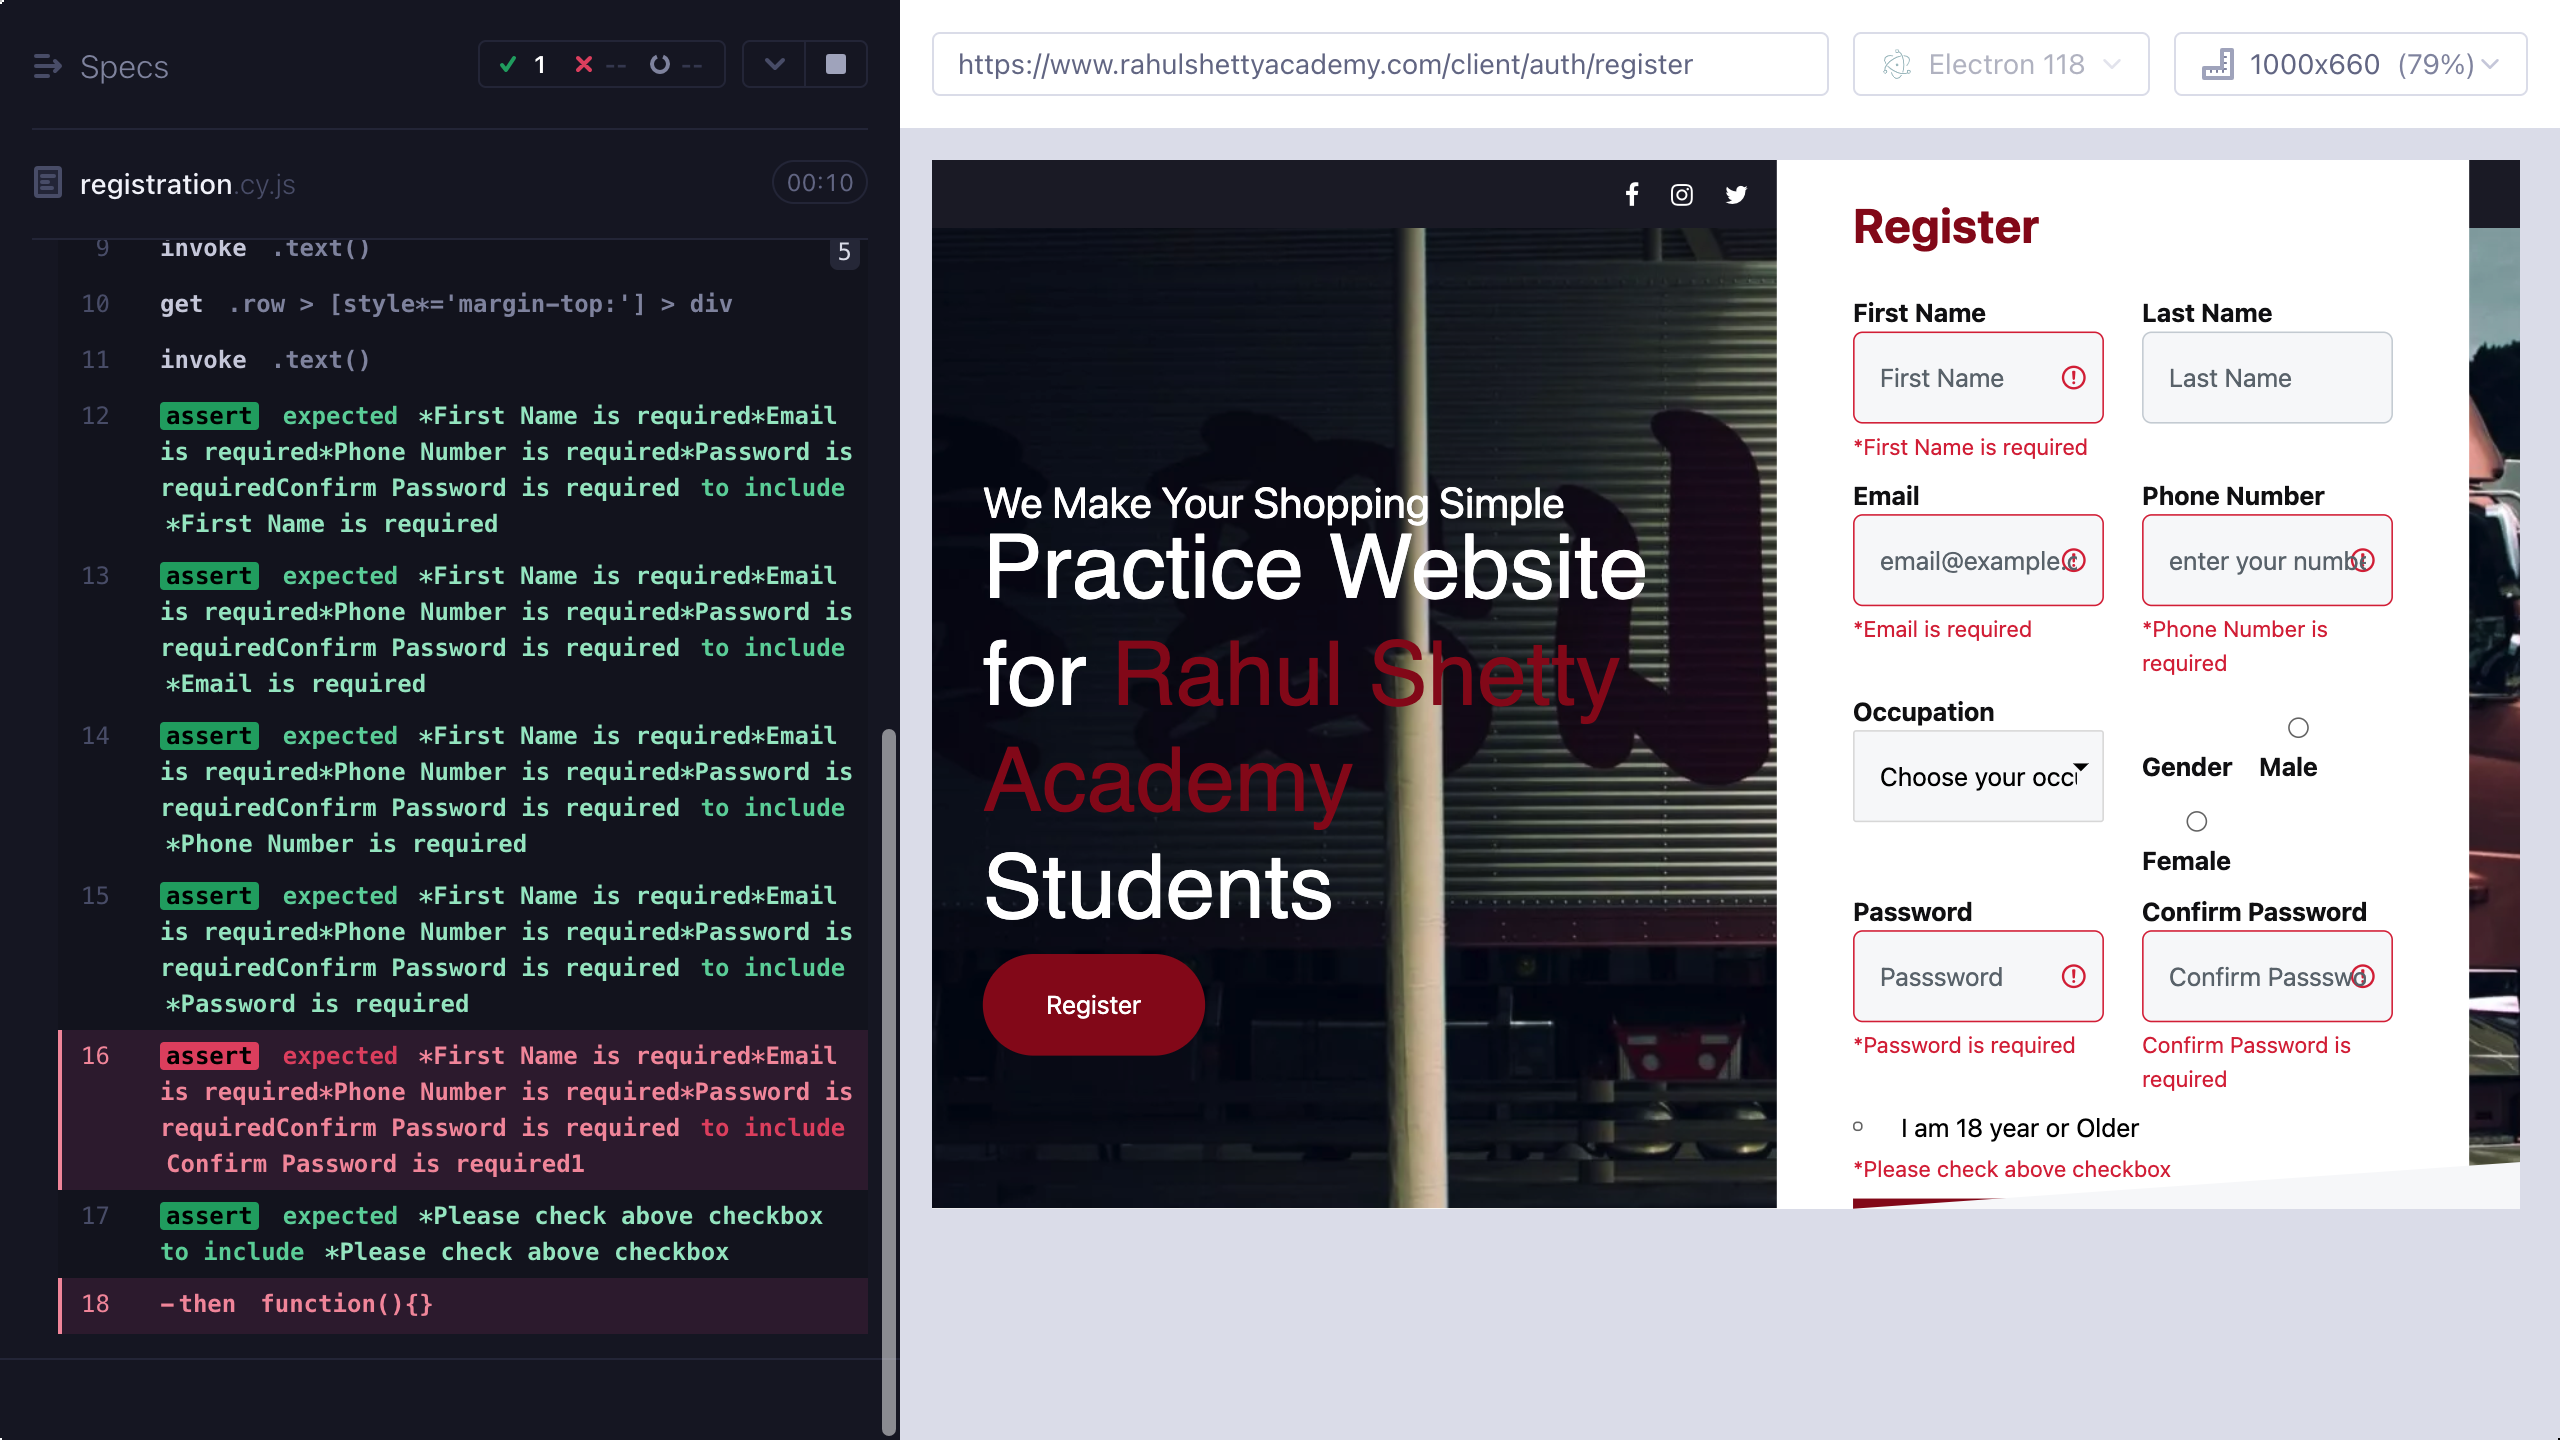 Specs
1
--
--
registration.cy.js
00:10
9 invoke .text() 5
10 get .row > [style*='margin-top:'] > div
11 invoke .text()
12 assert expected *First Name is required*Email
is required*Phone Number is required*Password is
requiredConfirm Password is required to include
*First Name is required
13 assert expected *First Name is required*Email
is required*Phone Number is required*Password is
requiredConfirm Password is required to include
*Email is required
14 assert expected *First Name is required*Email
is required*Phone Number is required*Password is
requiredConfirm Password is required to include
*Phone Number is required
15 assert expected *First Name is required*Email
is required*Phone Number is required*Password is
requiredConfirm Password is required to include
*Password is required
16 assert expected *First Name is required*Email
is required*Phone Number is required*Password is
requiredConfirm Password is required to include
Confirm Password is required1
17 assert expected *Please check above checkbox
to include *Please check above checkbox
18 -then function(){}
https://www.rahulshettyacademy.com/client/auth/register
Electron 118
1000x660 (79%)
We Make Your Shopping Simple
Practice Website
for Rahul Shetty
Academy
Students
Register
Register
First Name
Last Name
First Name
Last Name
*First Name is required
Email
Phone Number
email@example.c
enter your numbe
*Email is required
*Phone Number is
required
Occupation
Choose your occu
Gender Male
Female
Password
Confirm Password
Passsword
Confirm Passswo
*Password is required
Confirm Password is
required
I am 18 year or Older
*Please check above checkbox